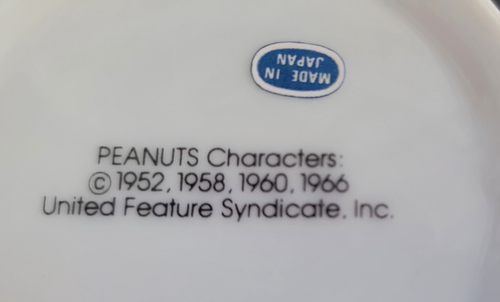 MADE IN
JAPAN
PEANUTS Characters:
© 1952, 1958, 1960, 1966
United Feature Syndicate, Inc.